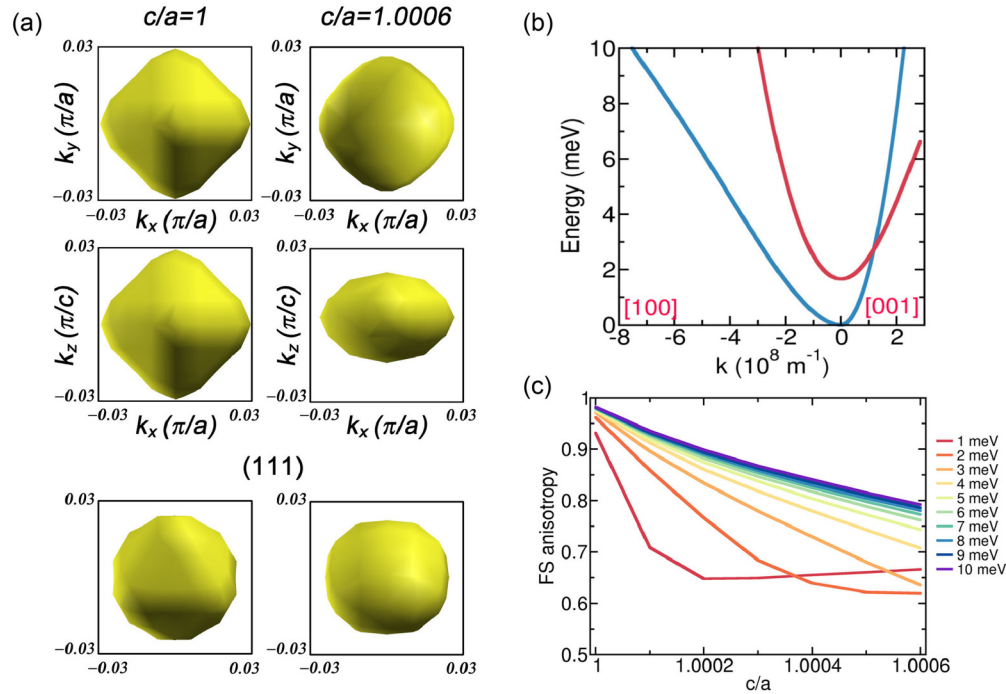 (a)
c/a=1
c/a=1.0006
0.03
k_y (π/a)
−0.03
−0.03
0.03
k_x (π/a)
0.03
k_y (π/a)
−0.03
−0.03
0.03
k_x (π/a)
0.03
k_z (π/c)
−0.03
−0.03
0.03
k_x (π/a)
0.03
k_z (π/c)
−0.03
−0.03
0.03
k_x (π/a)
(111)
0.03
−0.03
−0.03
0.03
0.03
−0.03
−0.03
0.03
(b)
Energy (meV)
10
8
6
4
2
0
[100]
[001]
-8
-6
-4
-2
0
2
k (10⁸ m⁻¹)
(c)
FS anisotropy
1
0.9
0.8
0.7
0.6
0.5
1
1.0002
1.0004
1.0006
c/a
1 meV
2 meV
3 meV
4 meV
5 meV
6 meV
7 meV
8 meV
9 meV
10 meV